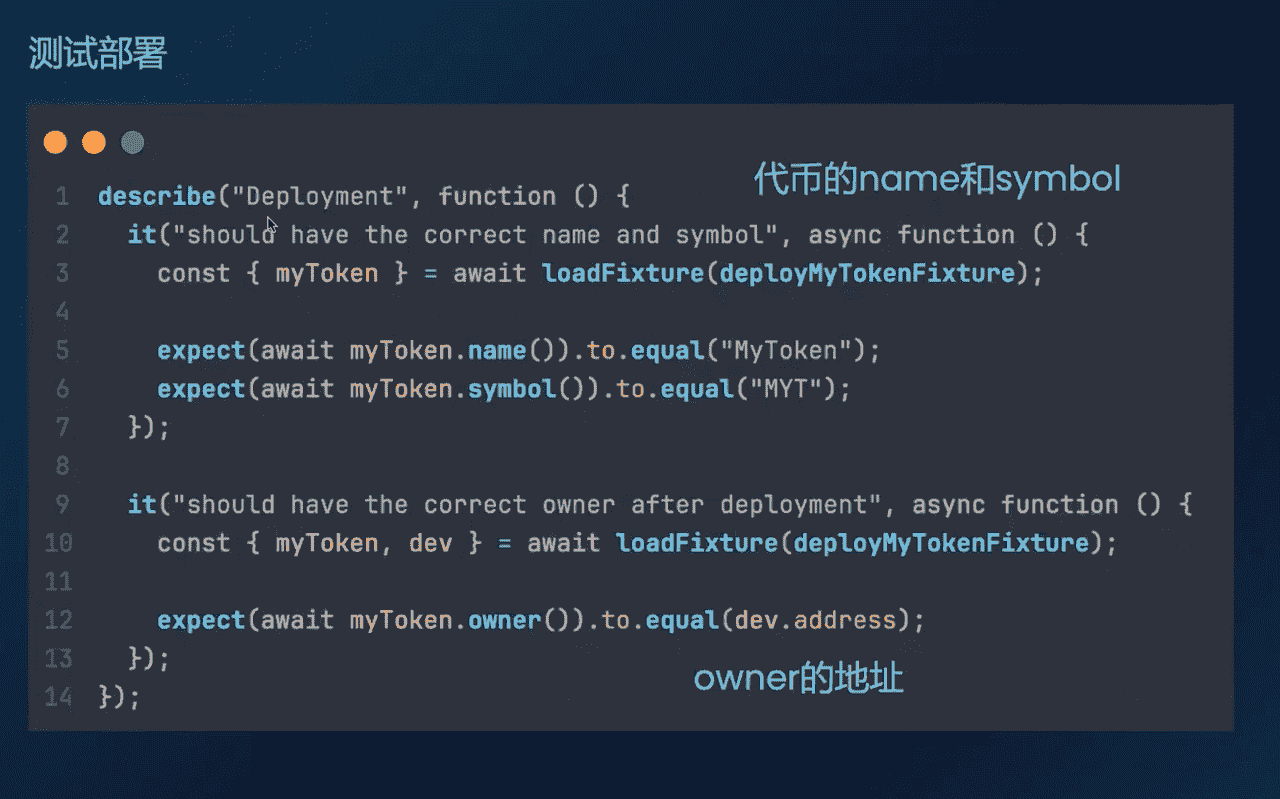 测试部署
代币的name和symbol
1 describe("Deployment", function () {
2 it("should have the correct name and symbol", async function () {
3 const { myToken } = await loadFixture(deployMyTokenFixture);
4
5 expect(await myToken.name()).to.equal("MyToken");
6 expect(await myToken.symbol()).to.equal("MYT");
7 });
8
9 it("should have the correct owner after deployment", async function () {
10 const { myToken, dev } = await loadFixture(deployMyTokenFixture);
11
12 expect(await myToken.owner()).to.equal(dev.address);
13 });
owner的地址
14 });